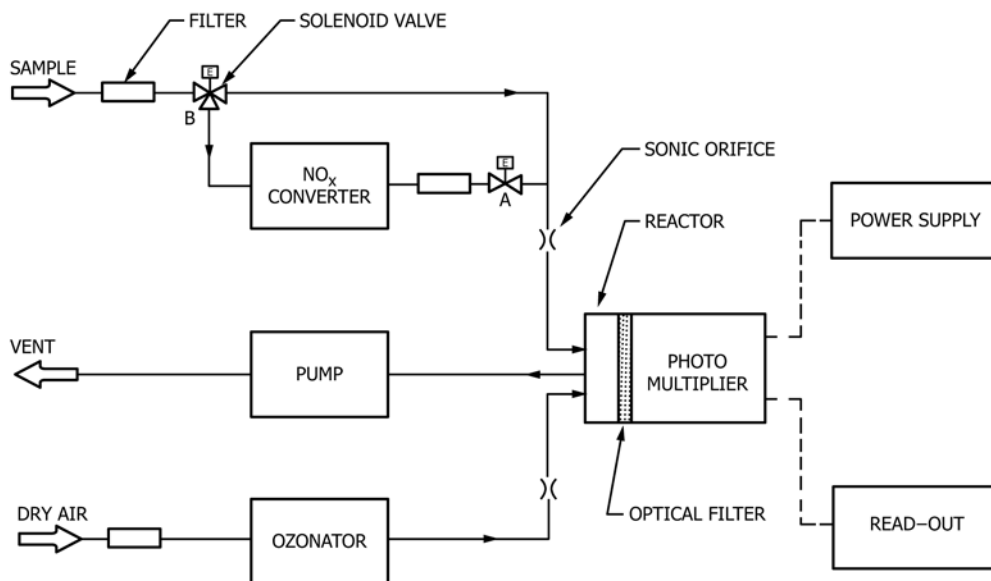 FILTER
SOLENOID VALVE
SAMPLE
E
B
NOx
CONVERTER
E
A
SONIC ORIFICE
REACTOR
POWER SUPPLY
VENT
PUMP
PHOTO
MULTIPLIER
DRY AIR
OZONATOR
OPTICAL FILTER
READ–OUT